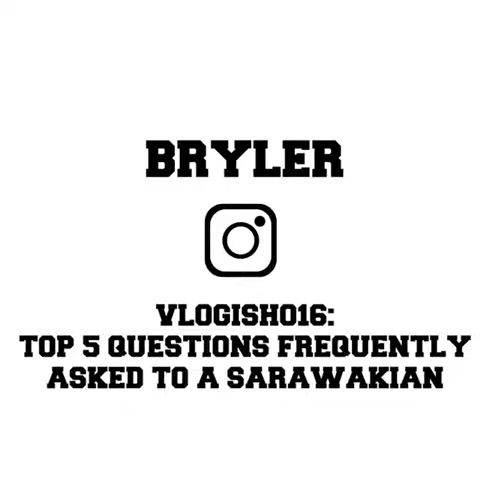 BRYLER
VLOGISH016:
TOP 5 QUESTIONS FREQUENTLY
ASKED TO A SARAWAKIAN